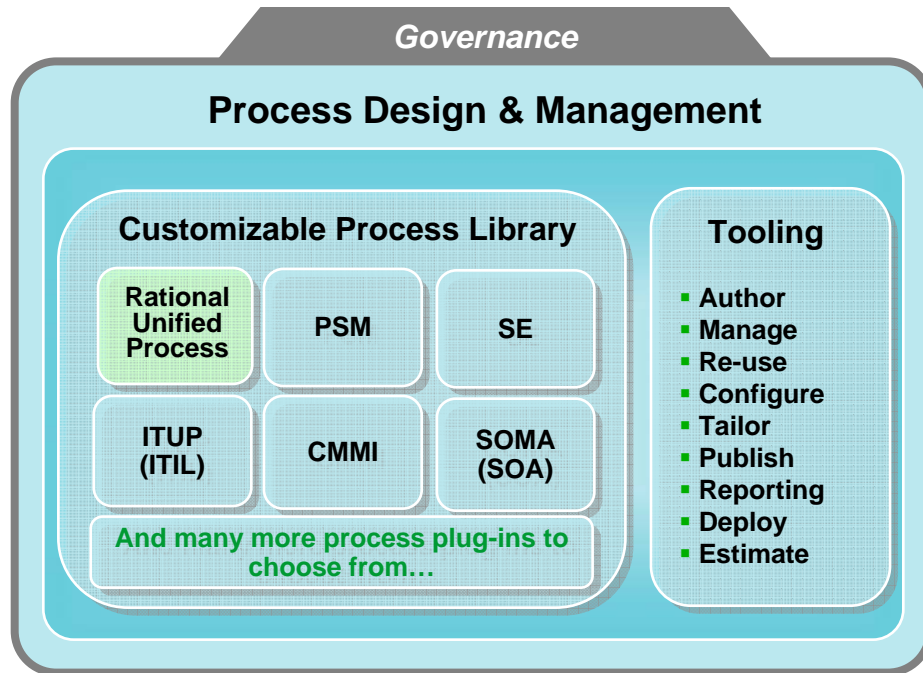 Governance
Process Design & Management
Customizable Process Library
Rational
Unified
Process
PSM
SE
ITUP
(ITIL)
CMMI
SOMA
(SOA)
And many more process plug-ins to
choose from…
Tooling
▪ Author
▪ Manage
▪ Re-use
▪ Configure
▪ Tailor
▪ Publish
▪ Reporting
▪ Deploy
▪ Estimate